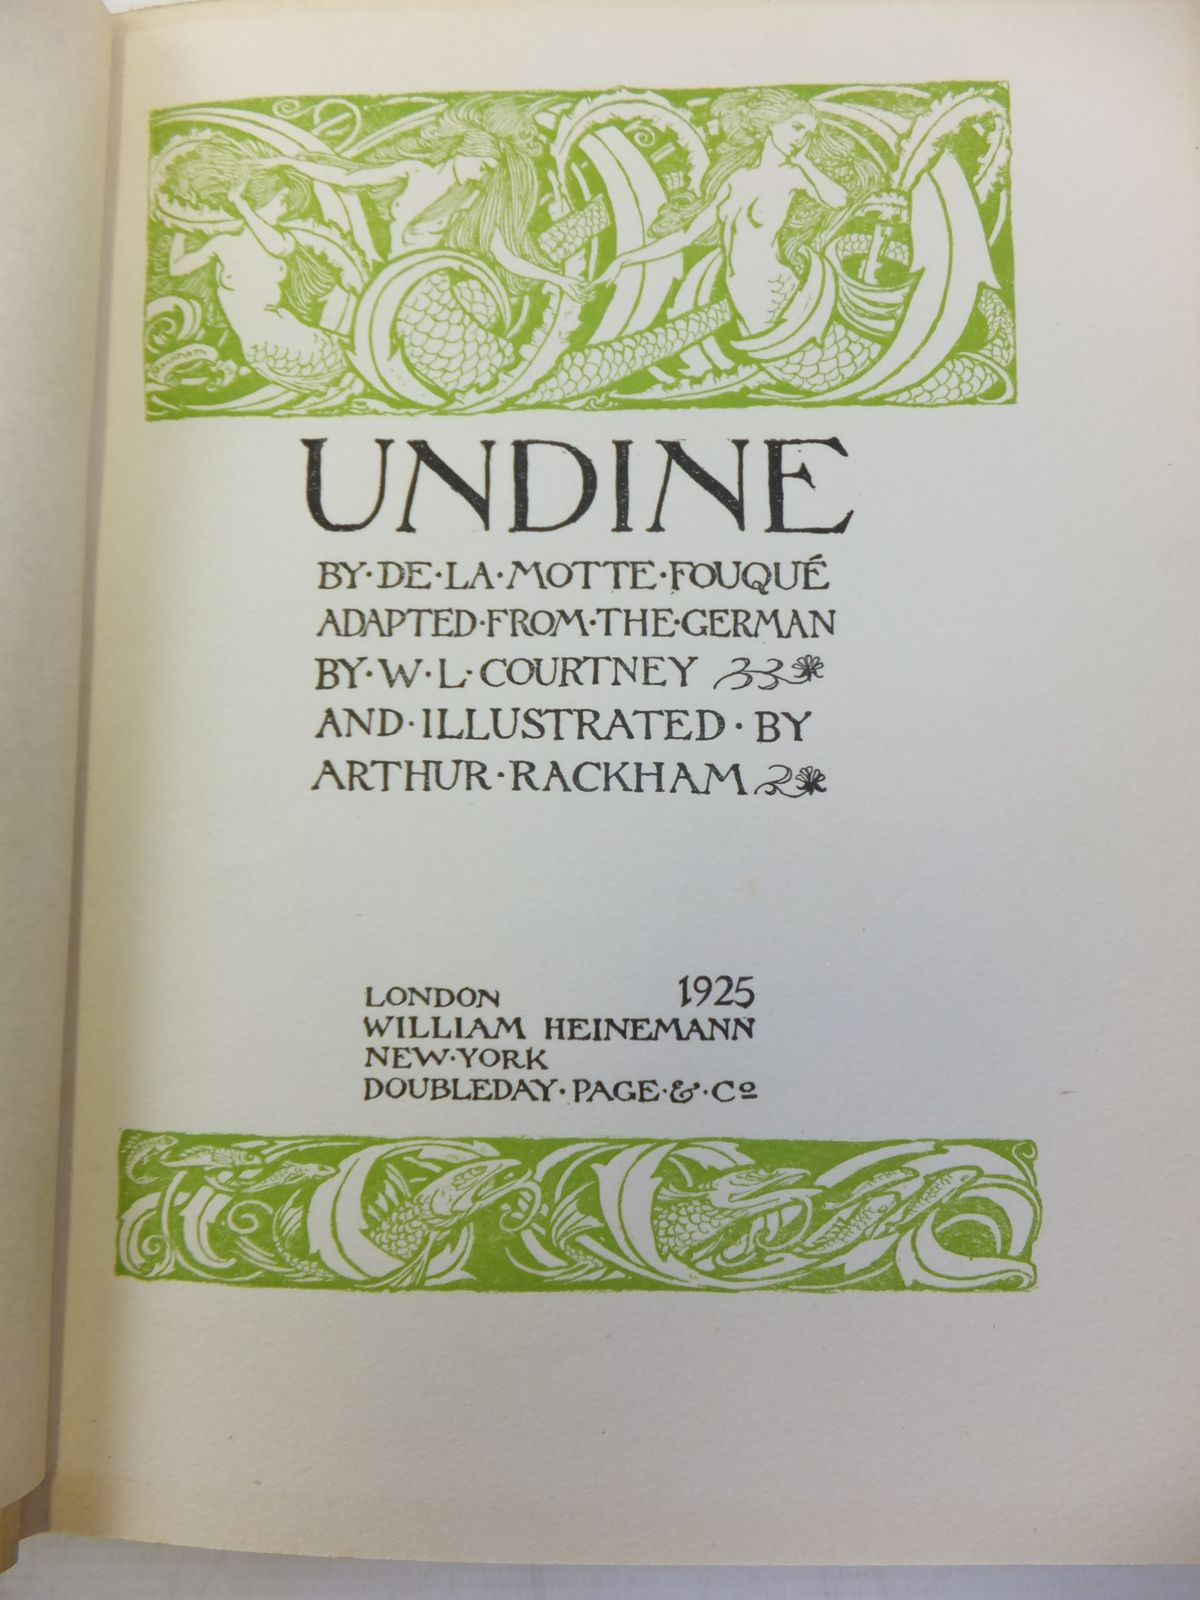 Rackham
UNDINE
BY·DE·LA·MOTTE·FOUQUÉ
ADAPTED·FROM·THE·GERMAN
BY·W·L·COURTNEY
AND·ILLUSTRATED·BY
ARTHUR·RACKHAM
LONDON 1925
WILLIAM HEINEMANN
NEW·YORK
DOUBLEDAY·PAGE·&·Cº